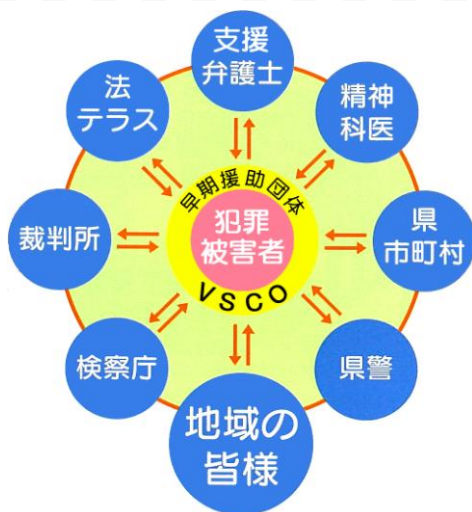 支援
弁護士
法
テラス
精神
科医
早期援助団体
犯罪
被害者
VSCO
裁判所
県
市町村
検察庁
県警
地域の
皆様